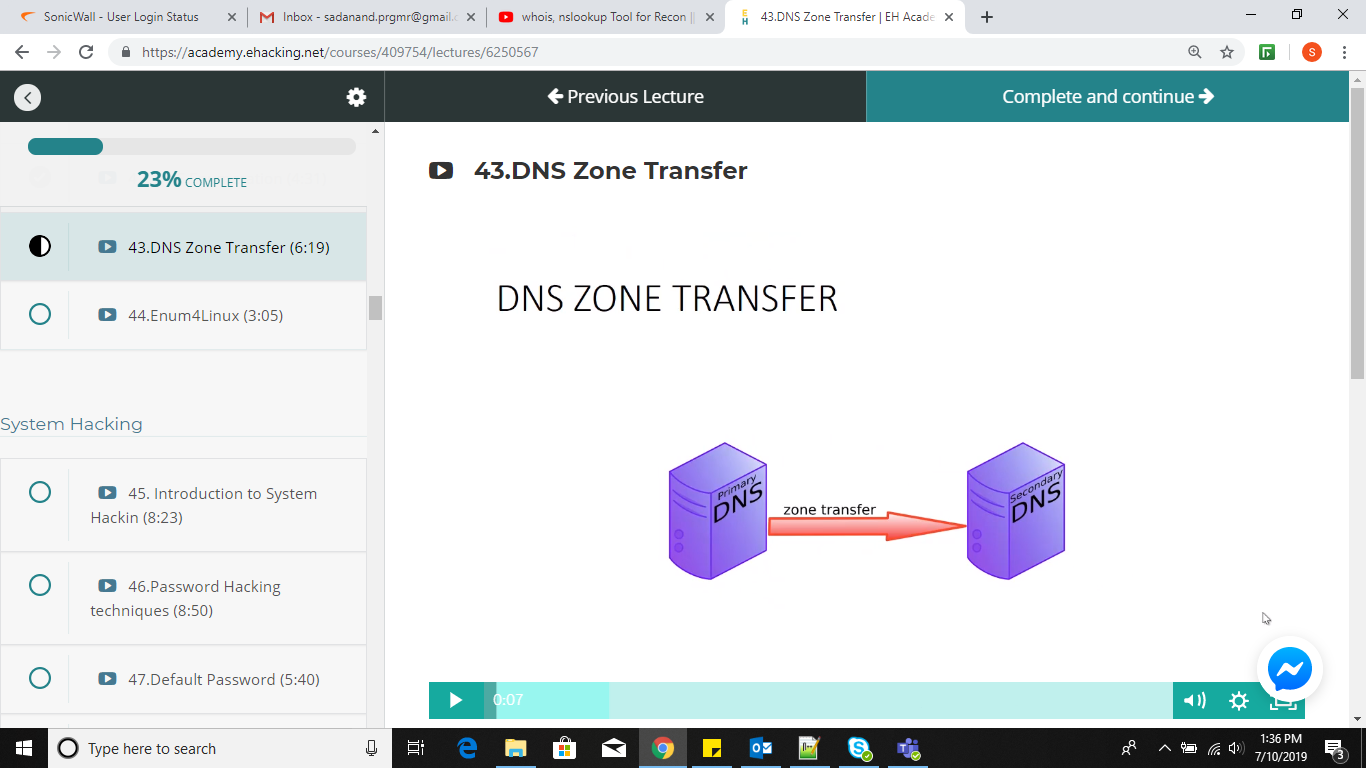 SonicWall - User Login Status
Inbox - sadanand.prgmr@gmail.c
whois, nslookup Tool for Recon ||
43.DNS Zone Transfer | EH Acade
https://academy.ehacking.net/courses/409754/lectures/6250567
S
Previous Lecture
Complete and continue
23% COMPLETE
43.DNS Zone Transfer
43.DNS Zone Transfer (6:19)
44.Enum4Linux (3:05)
System Hacking
45. Introduction to System
Hackin (8:23)
46.Password Hacking
techniques (8:50)
47.Default Password (5:40)
DNS ZONE TRANSFER
Primary
DNS
zone transfer
Secondary
DNS
0:07
Type here to search
1:36 PM
7/10/2019
3